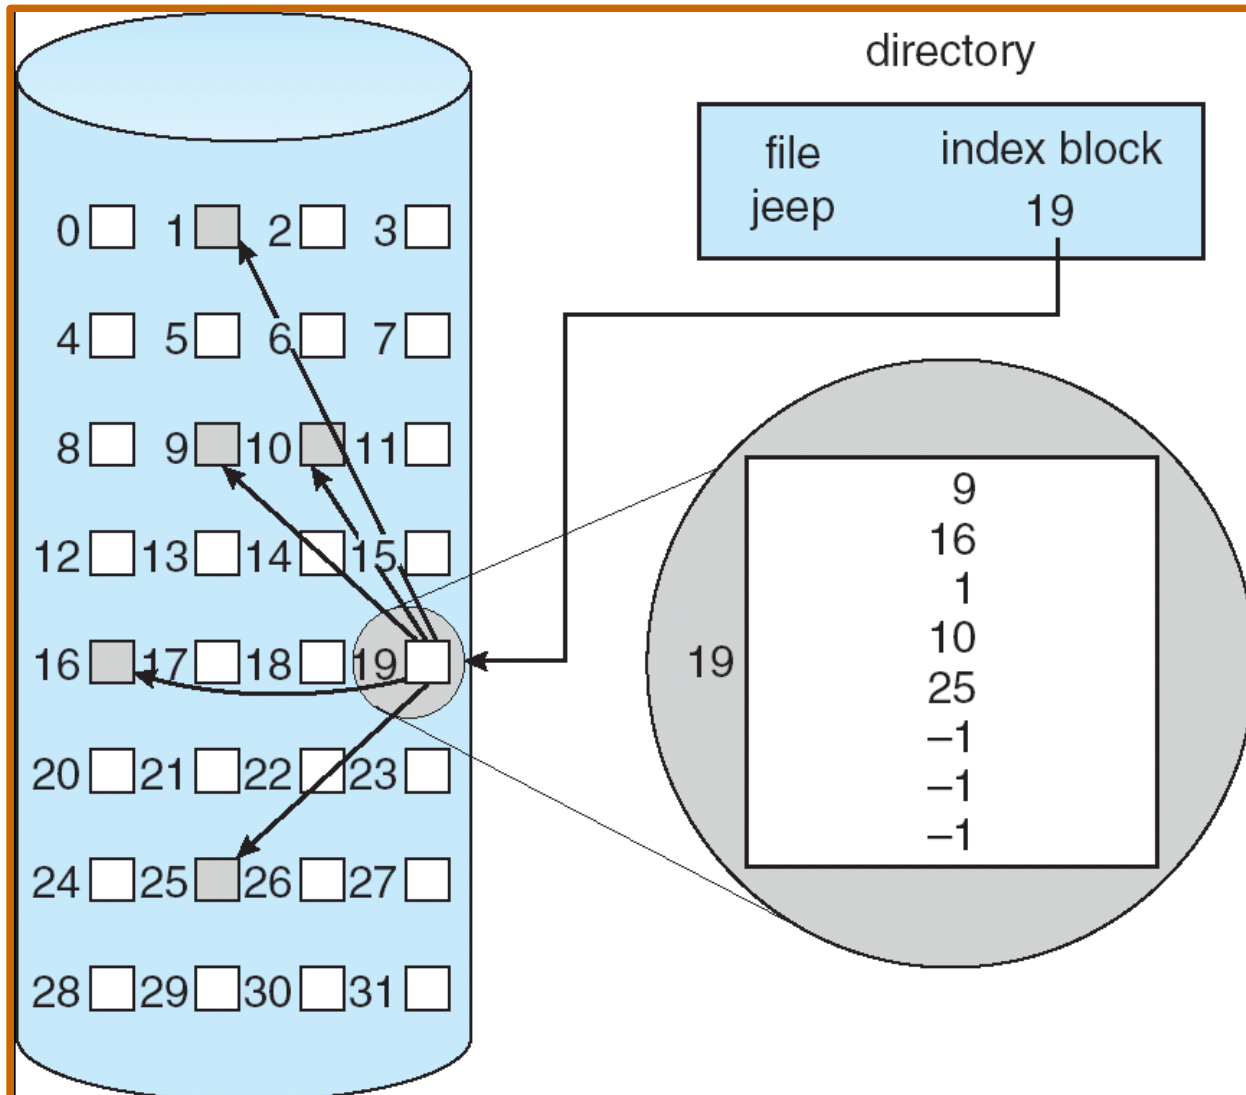 directory
file index block
jeep 19
0 1 2 3
4 5 6 7
8 9 10 11
12 13 14 15
16 17 18 19
20 21 22 23
24 25 26 27
28 29 30 31
19
9
16
1
10
25
–1
–1
–1